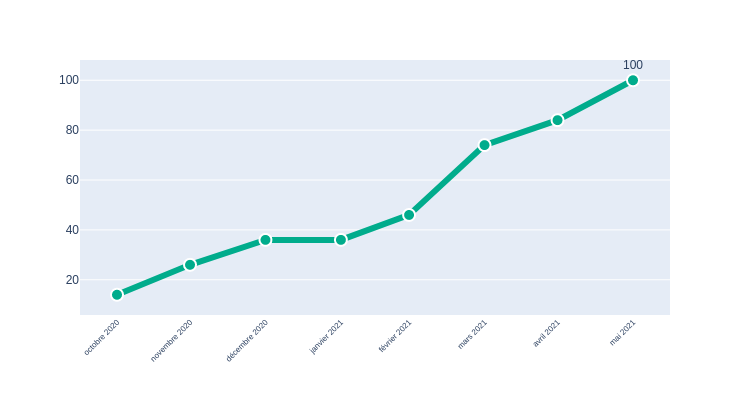 100
100
80
60
40
20
octobre 2020
novembre 2020
décembre 2020
janvier 2021
février 2021
mars 2021
avril 2021
mai 2021